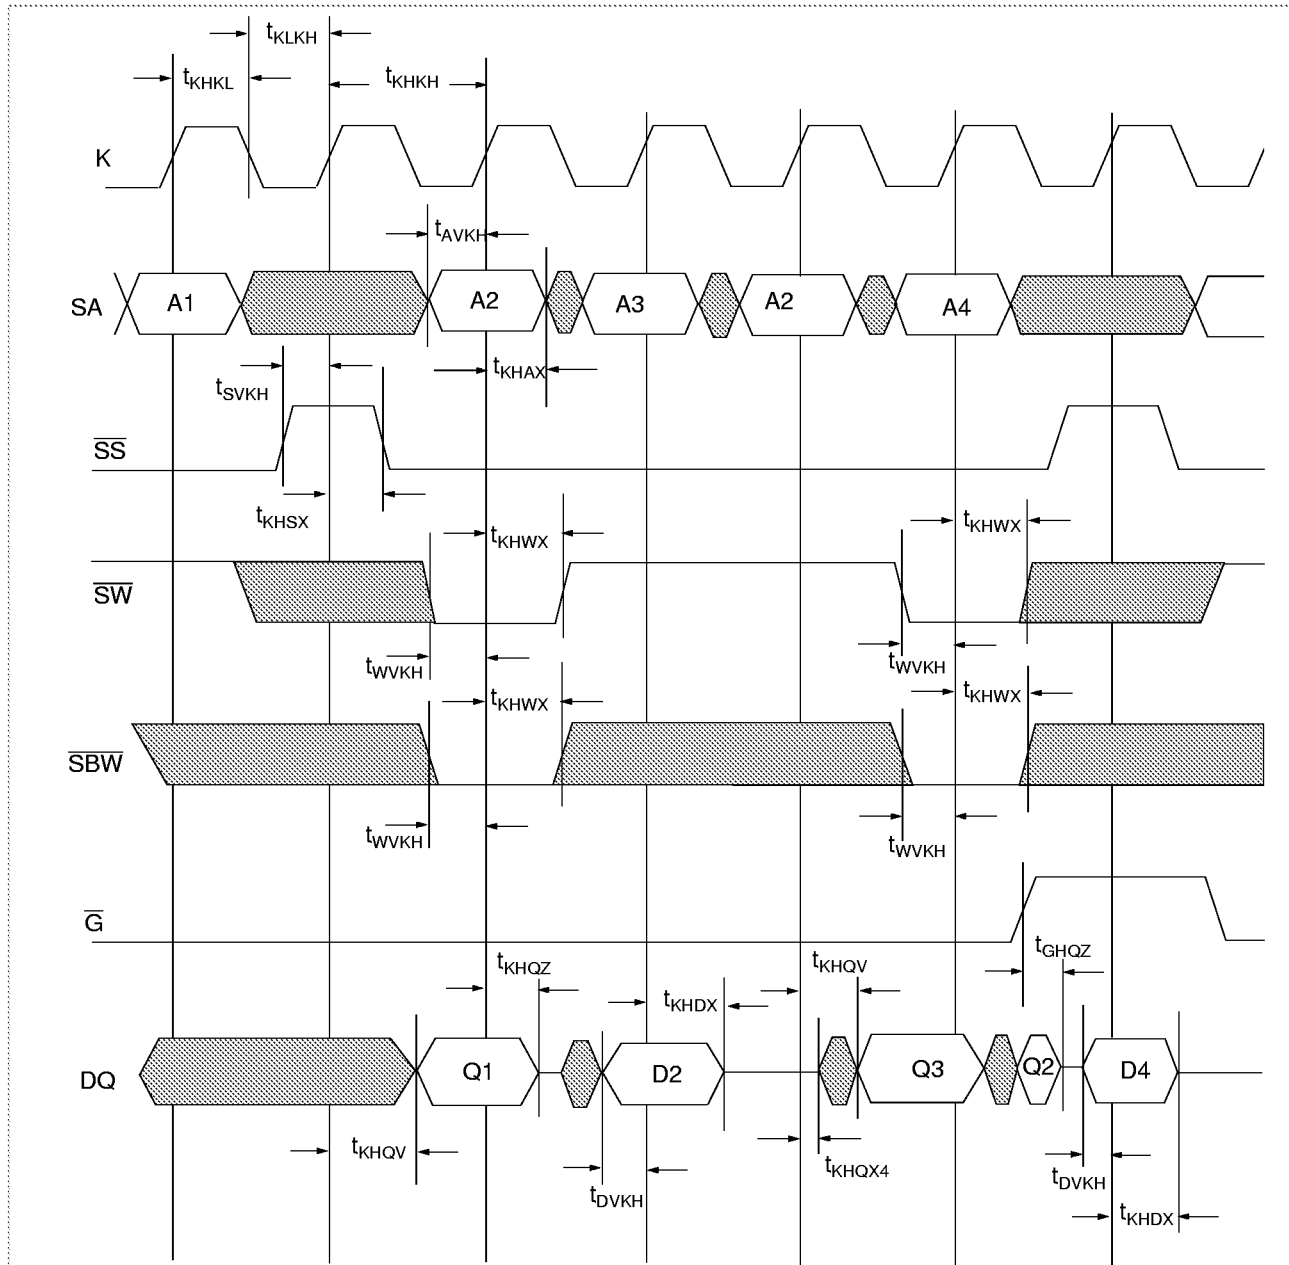 tKLKH
tKHKL
tKHKH
K
tAVKH
SA A1 A2 A3 A2 A4
tKHAX
tSVKH
SS
tKHSX
tKHWX tKHWX
SW
tWVKH tWVKH
tKHWX tKHWX
SBW
tWVKH tWVKH
G
tGHQZ
tKHQZ tKHQV
tKHDX
DQ Q1 D2 Q3 Q2 D4
tKHQV tKHQX4 tDVKH
tDVKH
tKHDX